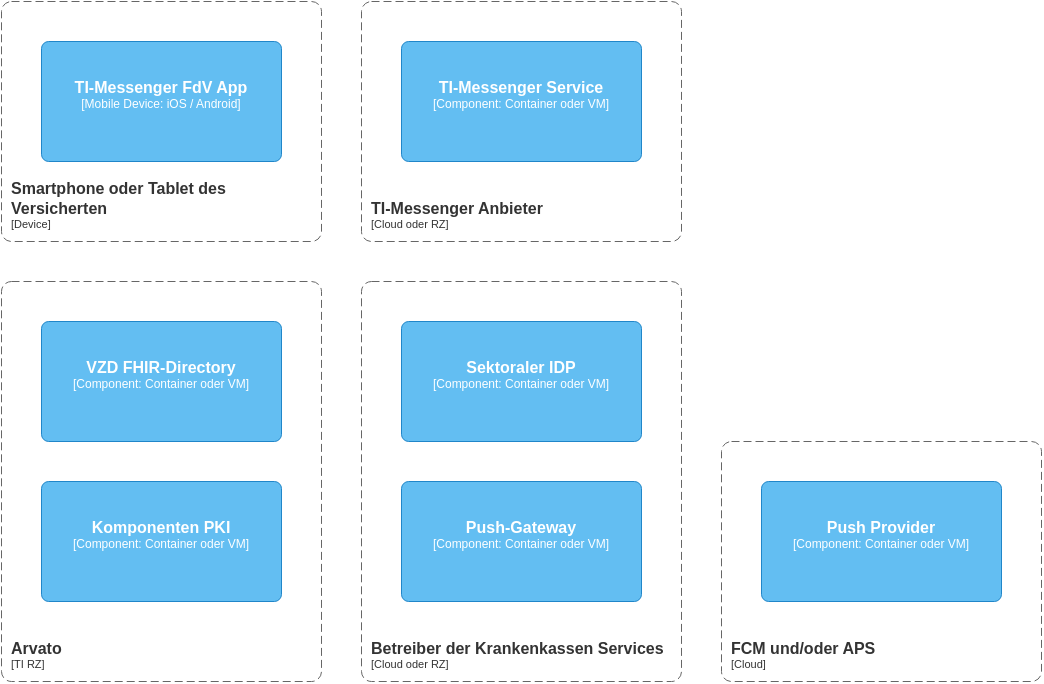 TI-Messenger FdV App
[Mobile Device: iOS / Android]
Smartphone oder Tablet des
Versicherten
[Device]
TI-Messenger Service
[Component: Container oder VM]
TI-Messenger Anbieter
[Cloud oder RZ]
VZD FHIR-Directory
[Component: Container oder VM]
Komponenten PKI
[Component: Container oder VM]
Arvato
[TI RZ]
Sektoraler IDP
[Component: Container oder VM]
Push-Gateway
[Component: Container oder VM]
Betreiber der Krankenkassen Services
[Cloud oder RZ]
Push Provider
[Component: Container oder VM]
FCM und/oder APS
[Cloud]